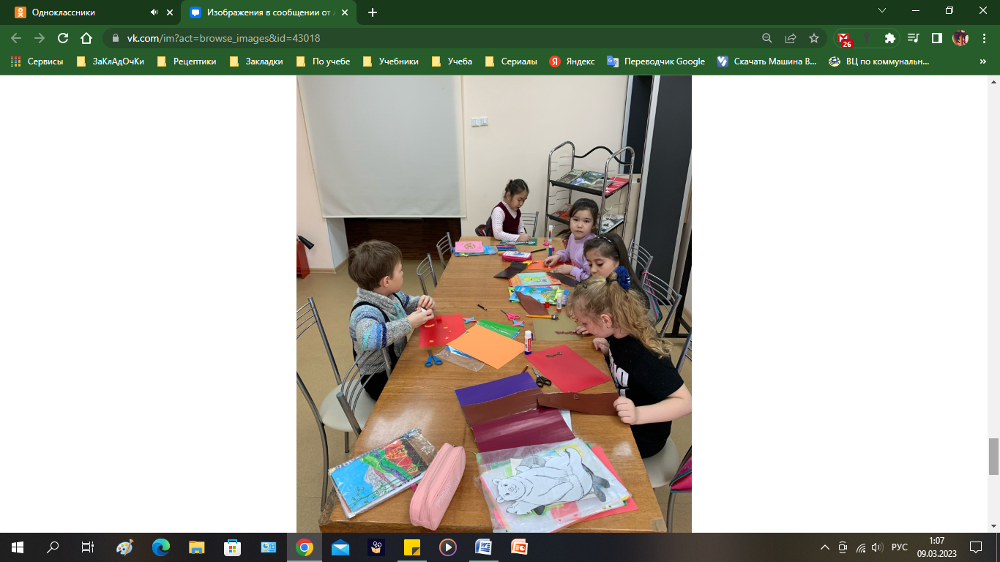 Одноклассники
Изображения в сообщении от
vk.com/im?act=browse_images&id=43018
26
Сервисы
ЗаКлАдОчКи
Рецептики
Закладки
По учебе
Учебники
Учеба
Сериалы
Яндекс
Переводчик Google
Скачать Машина В...
ВЦ по коммунальн...
РУС
1:07
09.03.2023